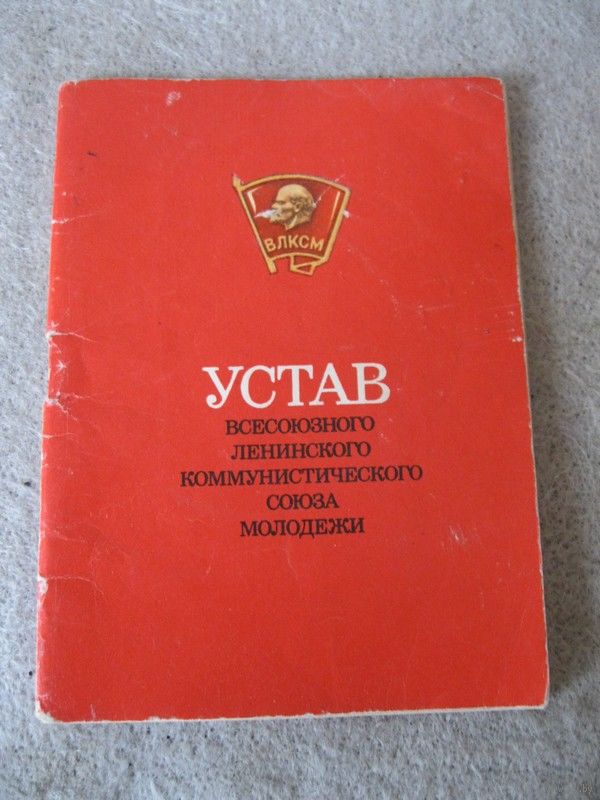 ВЛКСМ
УСТАВ
ВСЕСОЮЗНОГО
ЛЕНИНСКОГО
КОММУНИСТИЧЕСКОГО
СОЮЗА
МОЛОДЕЖИ